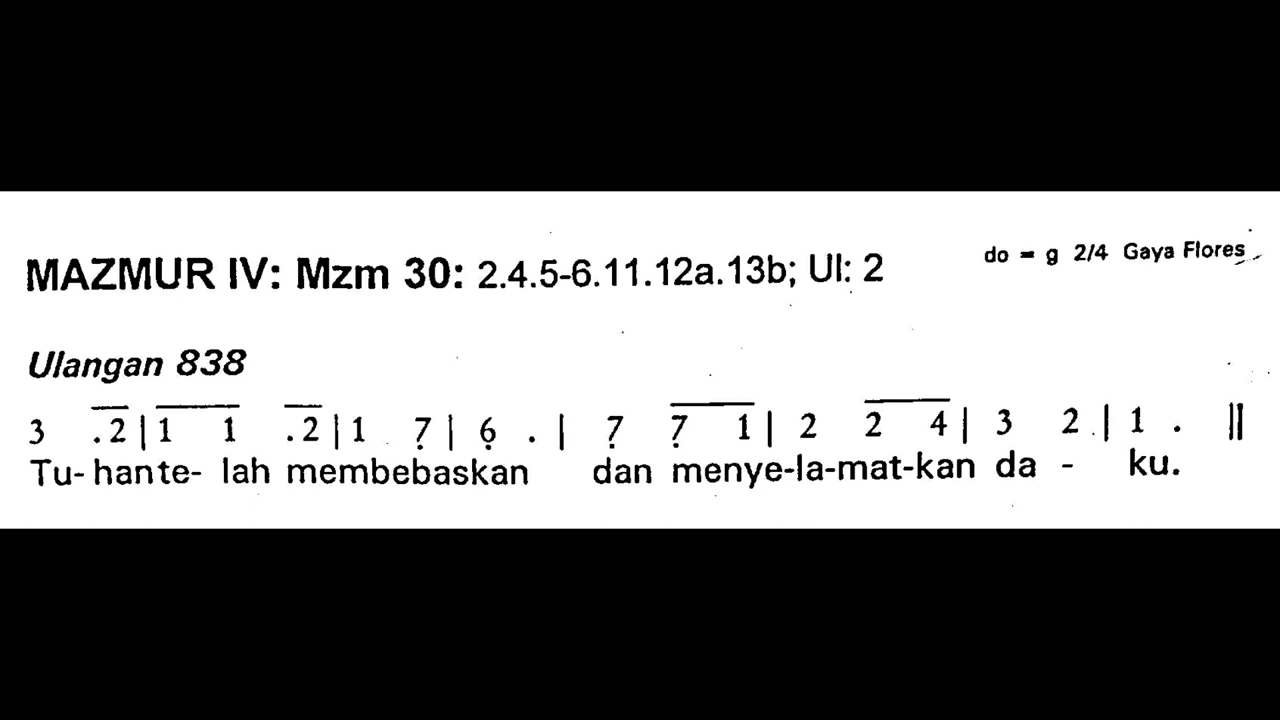 MAZMUR IV: Mzm 30: 2.4.5-6.11.12a.13b; Ul: 2
do = g 2/4 Gaya Flores
Ulangan 838
3 .2 | 1 1 .2 | 1 7̣ | 6̣ . | 7̣ 7̣ 1 | 2 2 4 | 3 2 | 1 . ||
Tu- hante- lah membebaskan dan menye-la-mat-kan da - ku.